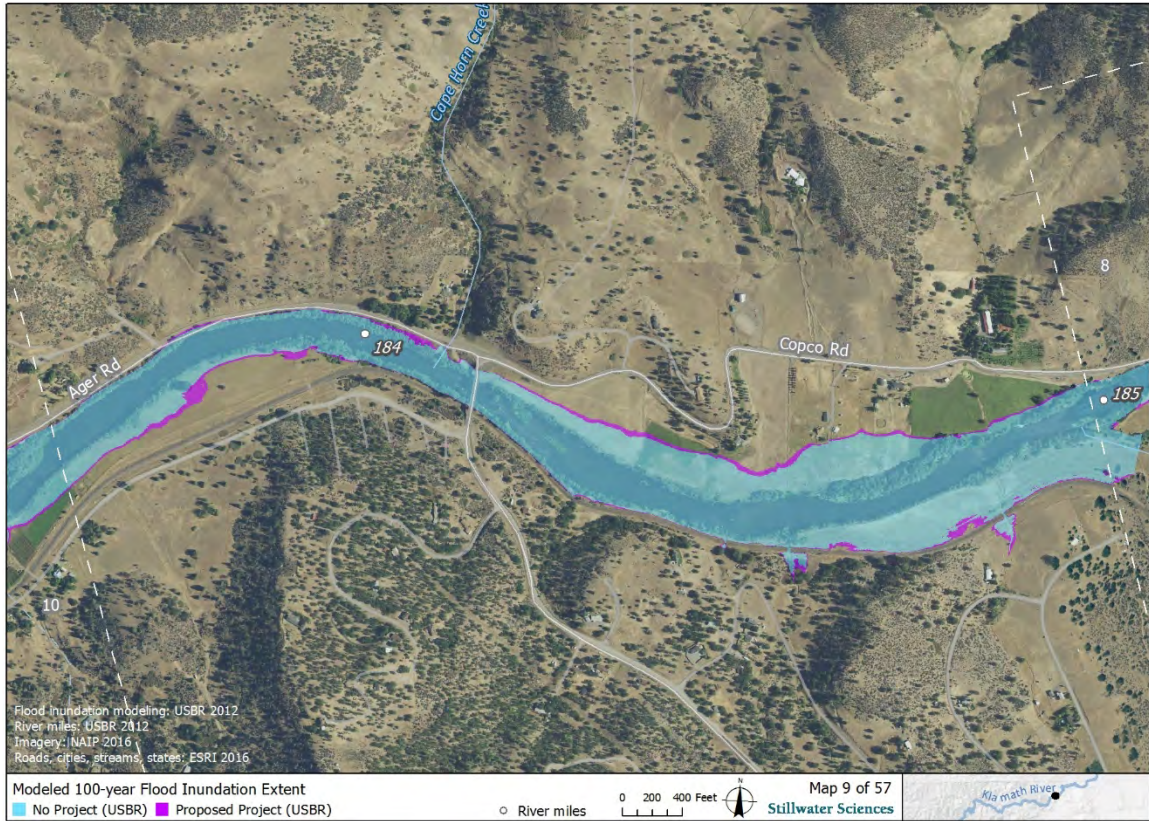 Cape Horn Creek
8
184
Copco Rd
185
Ager Rd
10
Flood inundation modeling: USBR 2012
River miles: USBR 2012
Imagery: NAIP 2016
Roads, cities, streams, states: ESRI 2016
Modeled 100-year Flood Inundation Extent
No Project (USBR) Proposed Project (USBR)
River miles
0 200 400 Feet
N
Map 9 of 57
Stillwater Sciences
Klamath River